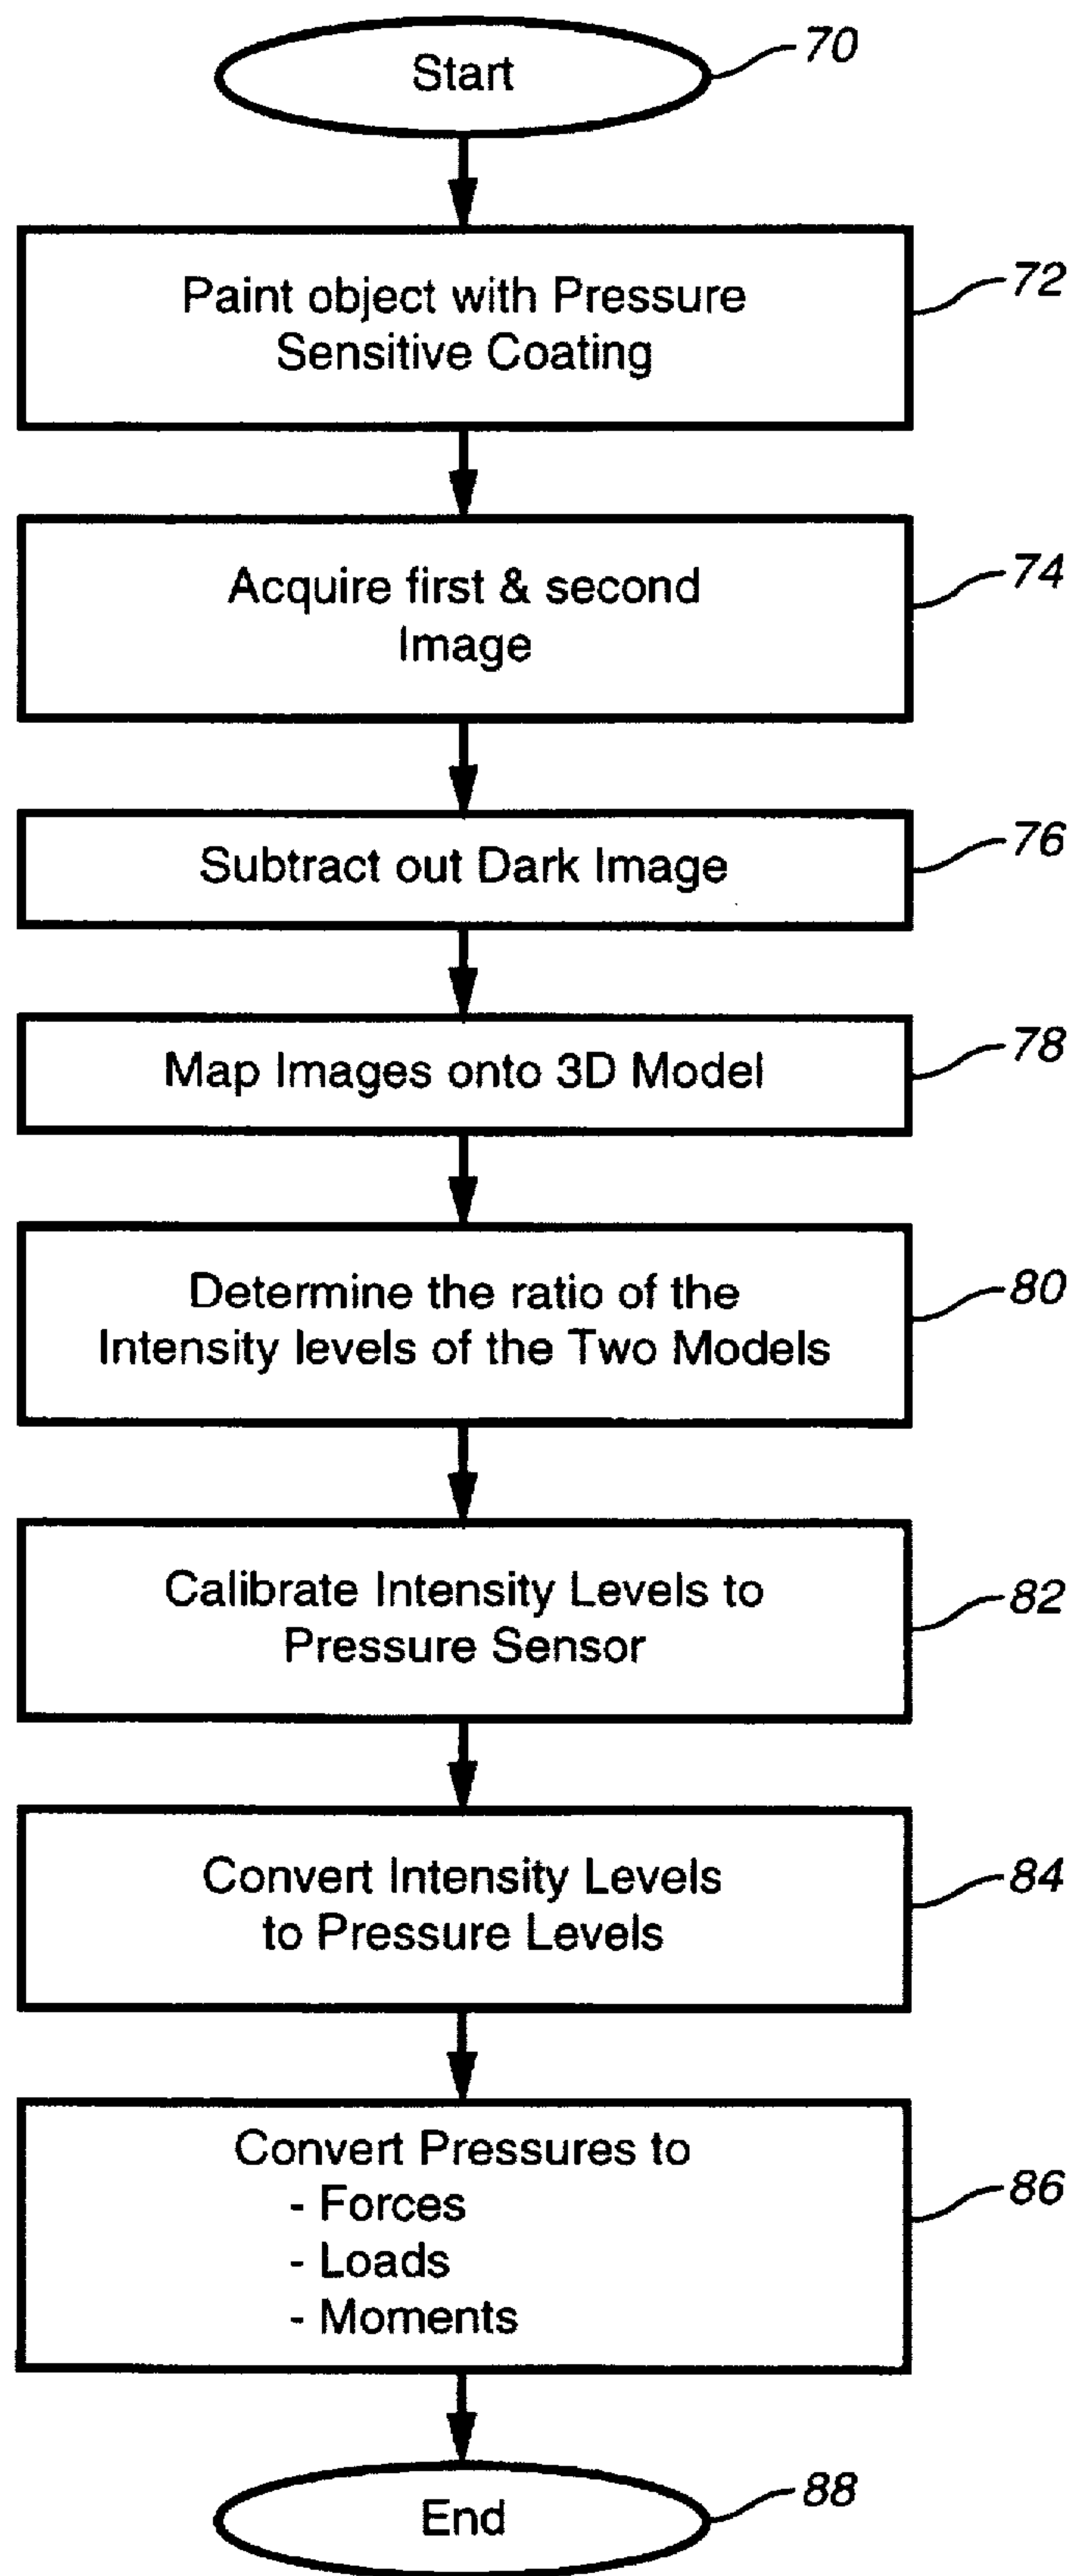 Start
70
Paint object with Pressure
Sensitive Coating
72
Acquire first & second
Image
74
Subtract out Dark Image
76
Map Images onto 3D Model
78
Determine the ratio of the
Intensity levels of the Two Models
80
Calibrate Intensity Levels to
Pressure Sensor
82
Convert Intensity Levels
to Pressure Levels
84
Convert Pressures to
- Forces
- Loads
- Moments
86
End
88